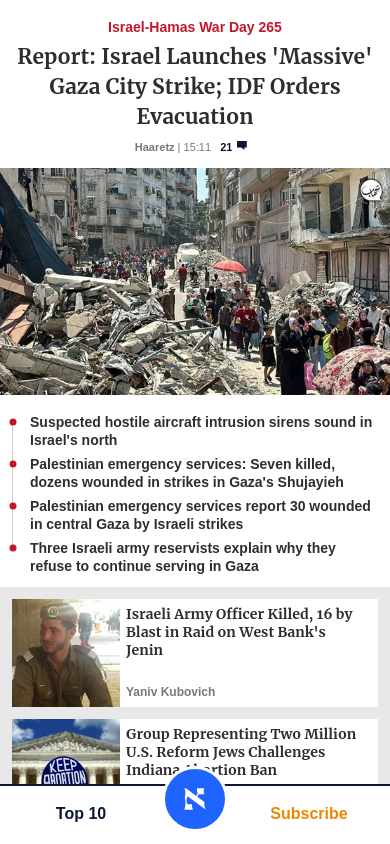 Israel-Hamas War Day 265
Report: Israel Launches 'Massive'
Gaza City Strike; IDF Orders
Evacuation
Haaretz | 15:11 21
Suspected hostile aircraft intrusion sirens sound in
Israel's north
Palestinian emergency services: Seven killed,
dozens wounded in strikes in Gaza's Shujayieh
Palestinian emergency services report 30 wounded
in central Gaza by Israeli strikes
Three Israeli army reservists explain why they
refuse to continue serving in Gaza
Israeli Army Officer Killed, 16 by
Blast in Raid on West Bank's
Jenin
Yaniv Kubovich
KEEP
ABORTION
Group Representing Two Million
U.S. Reform Jews Challenges
Indiana Abortion Ban
Top 10
Subscribe